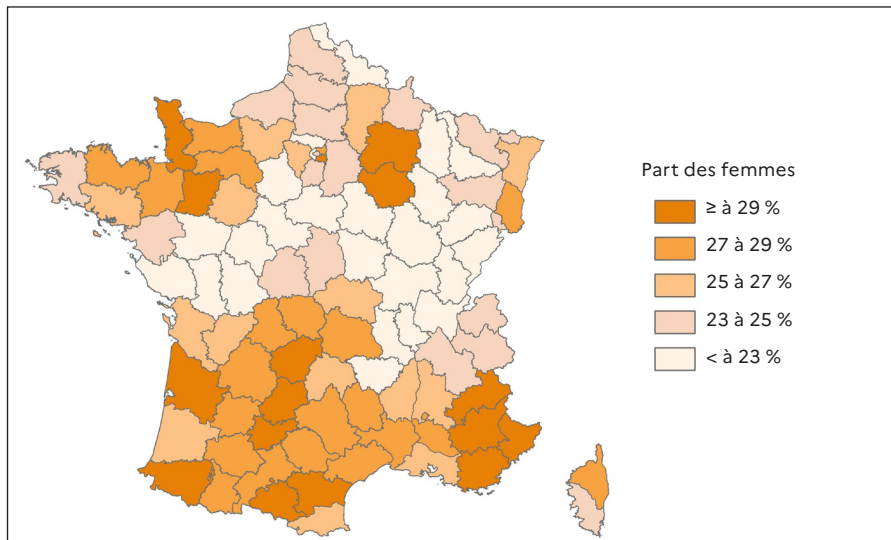 Part des femmes
≥ à 29 %
27 à 29 %
25 à 27 %
23 à 25 %
< à 23 %